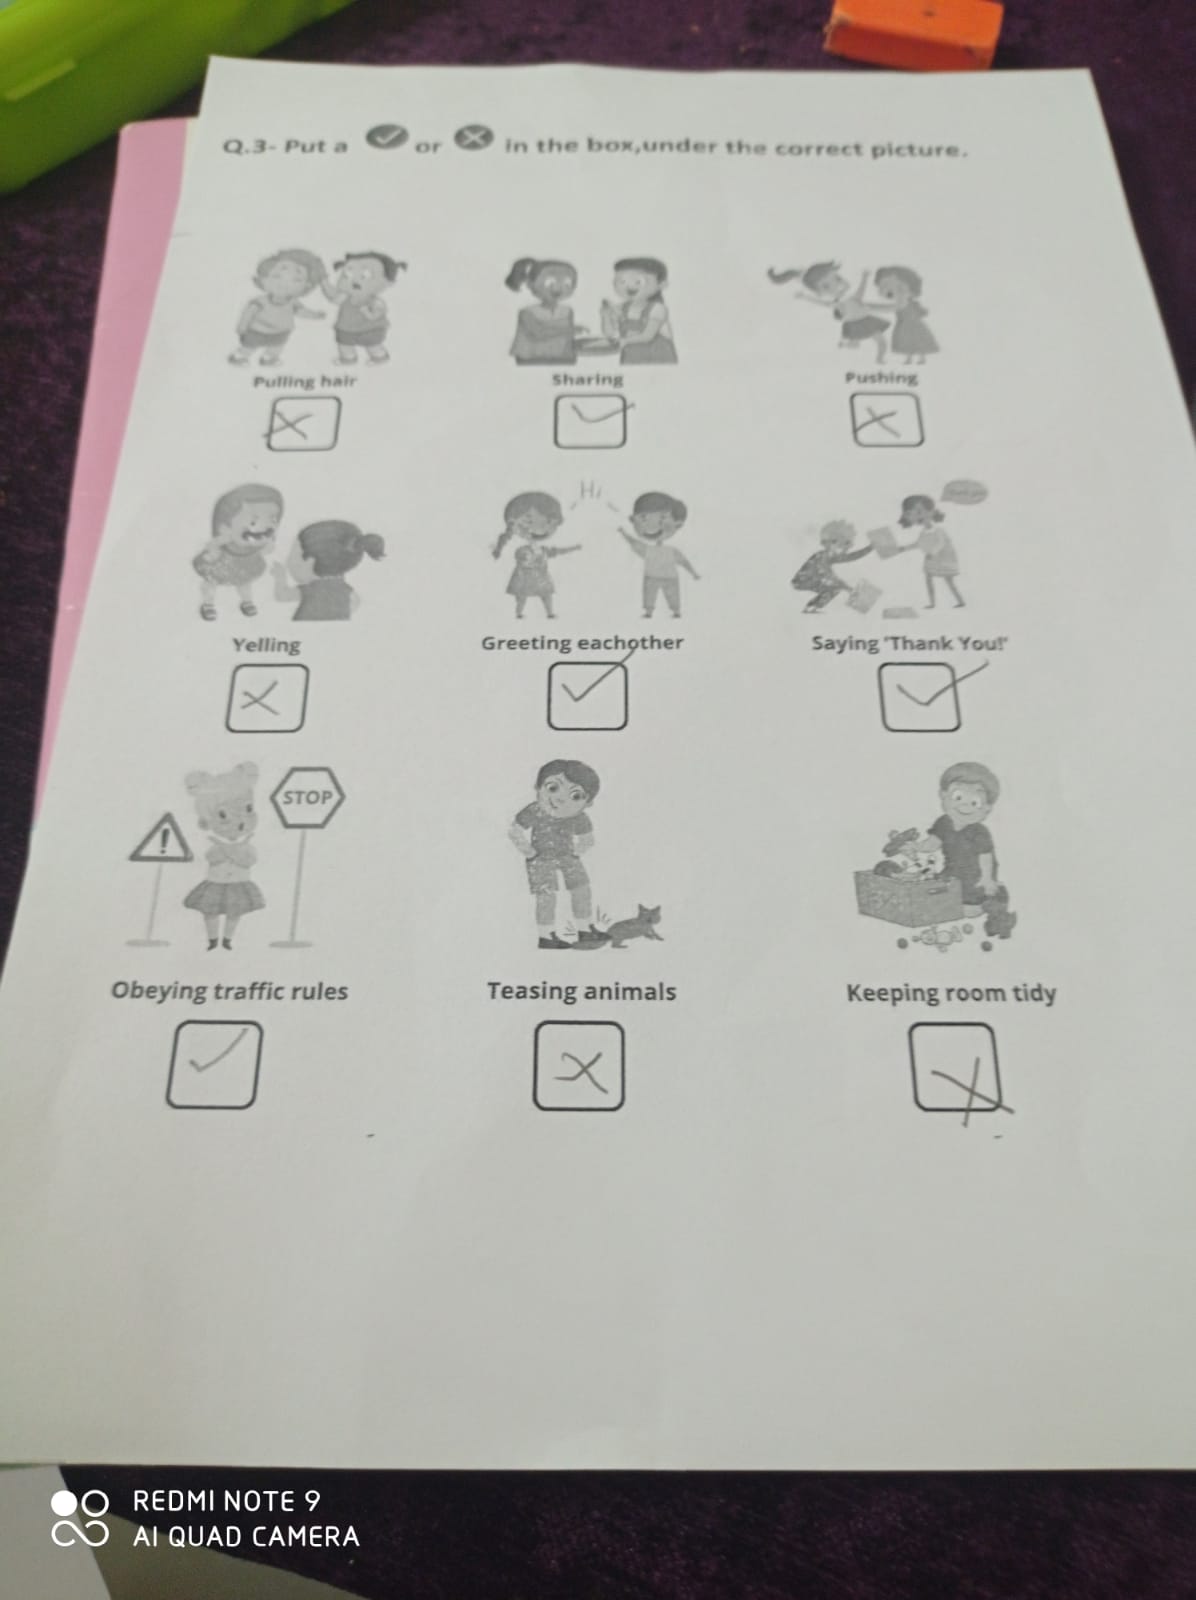 Q.3- Put a ✓ or ✗ in the box,under the correct picture.
Pulling hair Sharing Pushing
Hi
Yelling Greeting eachother Saying 'Thank You!'
STOP
!
Obeying traffic rules Teasing animals Keeping room tidy
REDMI NOTE 9
AI QUAD CAMERA